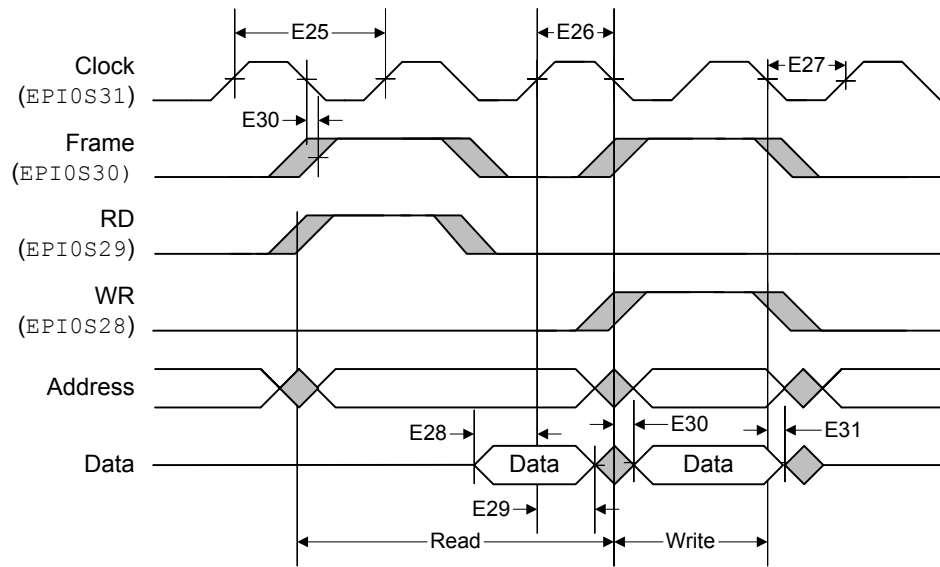 E25
E26
Clock
(EPI0S31)
E27
E30
Frame
(EPI0S30)
RD
(EPI0S29)
WR
(EPI0S28)
Address
E28
E30
E31
Data
Data
Data
E29
Read
Write